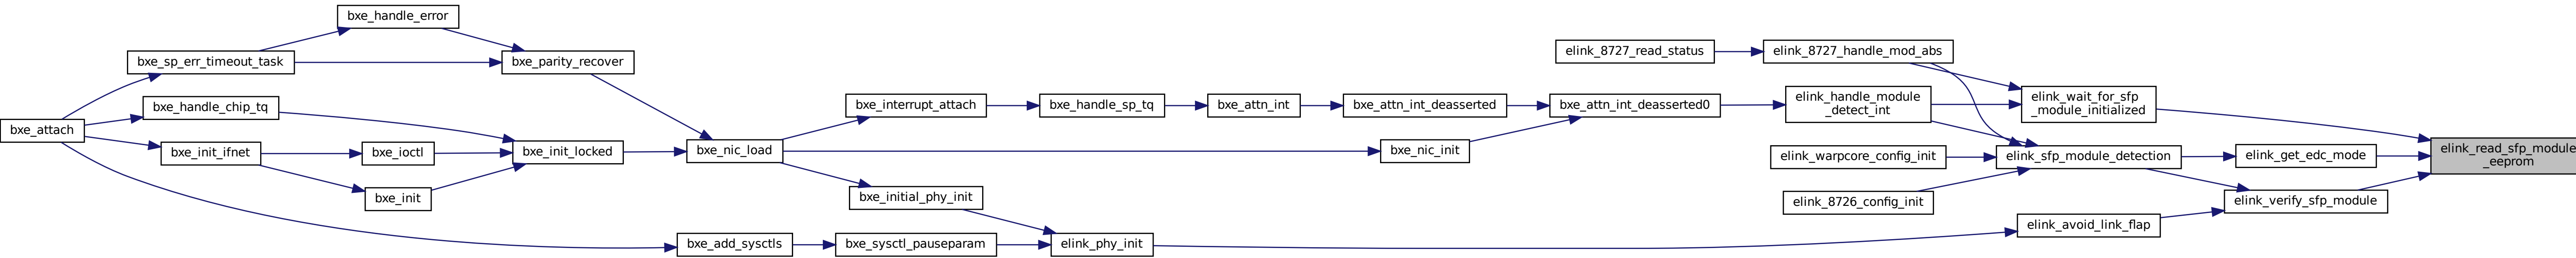 bxe_handle_error
bxe_sp_err_timeout_task
bxe_parity_recover
bxe_handle_chip_tq
bxe_attach
bxe_init_ifnet
bxe_ioctl
bxe_init_locked
bxe_init
bxe_nic_load
bxe_interrupt_attach
bxe_handle_sp_tq
bxe_attn_int
bxe_attn_int_deasserted
bxe_attn_int_deasserted0
bxe_nic_init
bxe_initial_phy_init
bxe_add_sysctls
bxe_sysctl_pauseparam
elink_phy_init
elink_8727_read_status
elink_8727_handle_mod_abs
elink_handle_module
_detect_int
elink_wait_for_sfp
_module_initialized
elink_warpcore_config_init
elink_sfp_module_detection
elink_get_edc_mode
elink_8726_config_init
elink_verify_sfp_module
elink_avoid_link_flap
elink_read_sfp_module
_eeprom